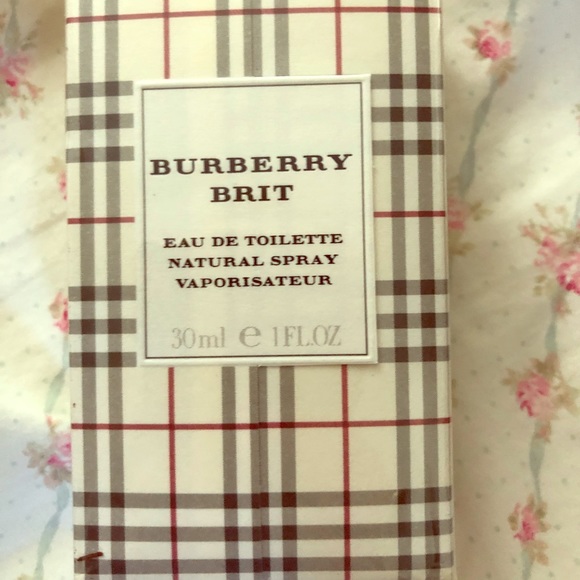 BURBERRY
BRIT
EAU DE TOILETTE
NATURAL SPRAY
VAPORISATEUR
30ml e 1FL.OZ